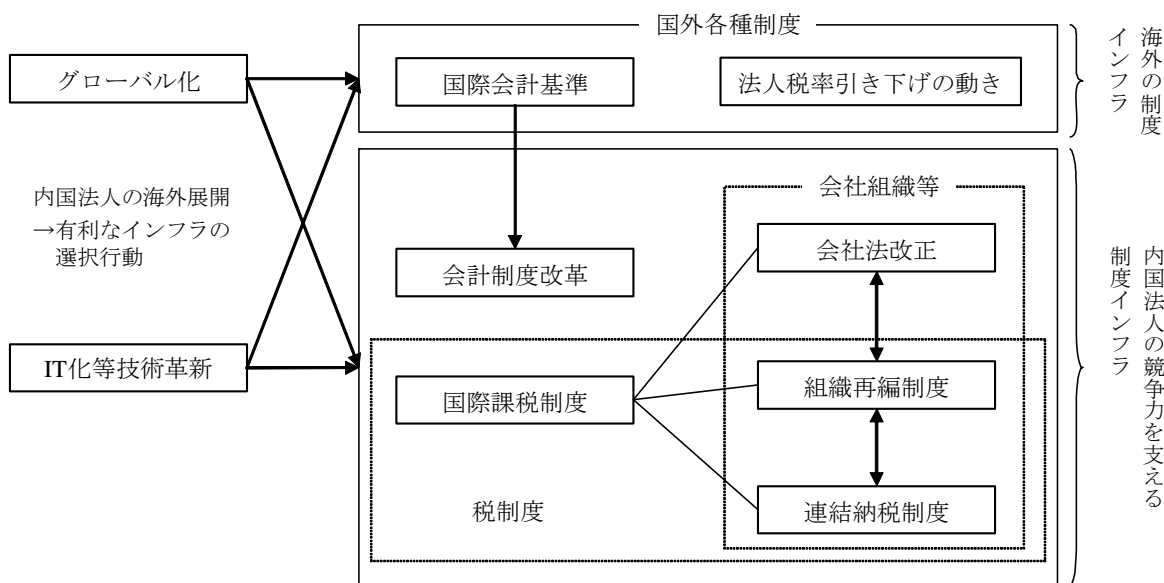 国外各種制度
グローバル化
国際会計基準
法人税率引き下げの動き
海外の制度
インフラ
内国法人の海外展開
→有利なインフラの
選択行動
会社組織等
会社法改正
会計制度改革
IT化等技術革新
国際課税制度
組織再編制度
税制度
連結納税制度
内国法人の競争力を支える
制度インフラ